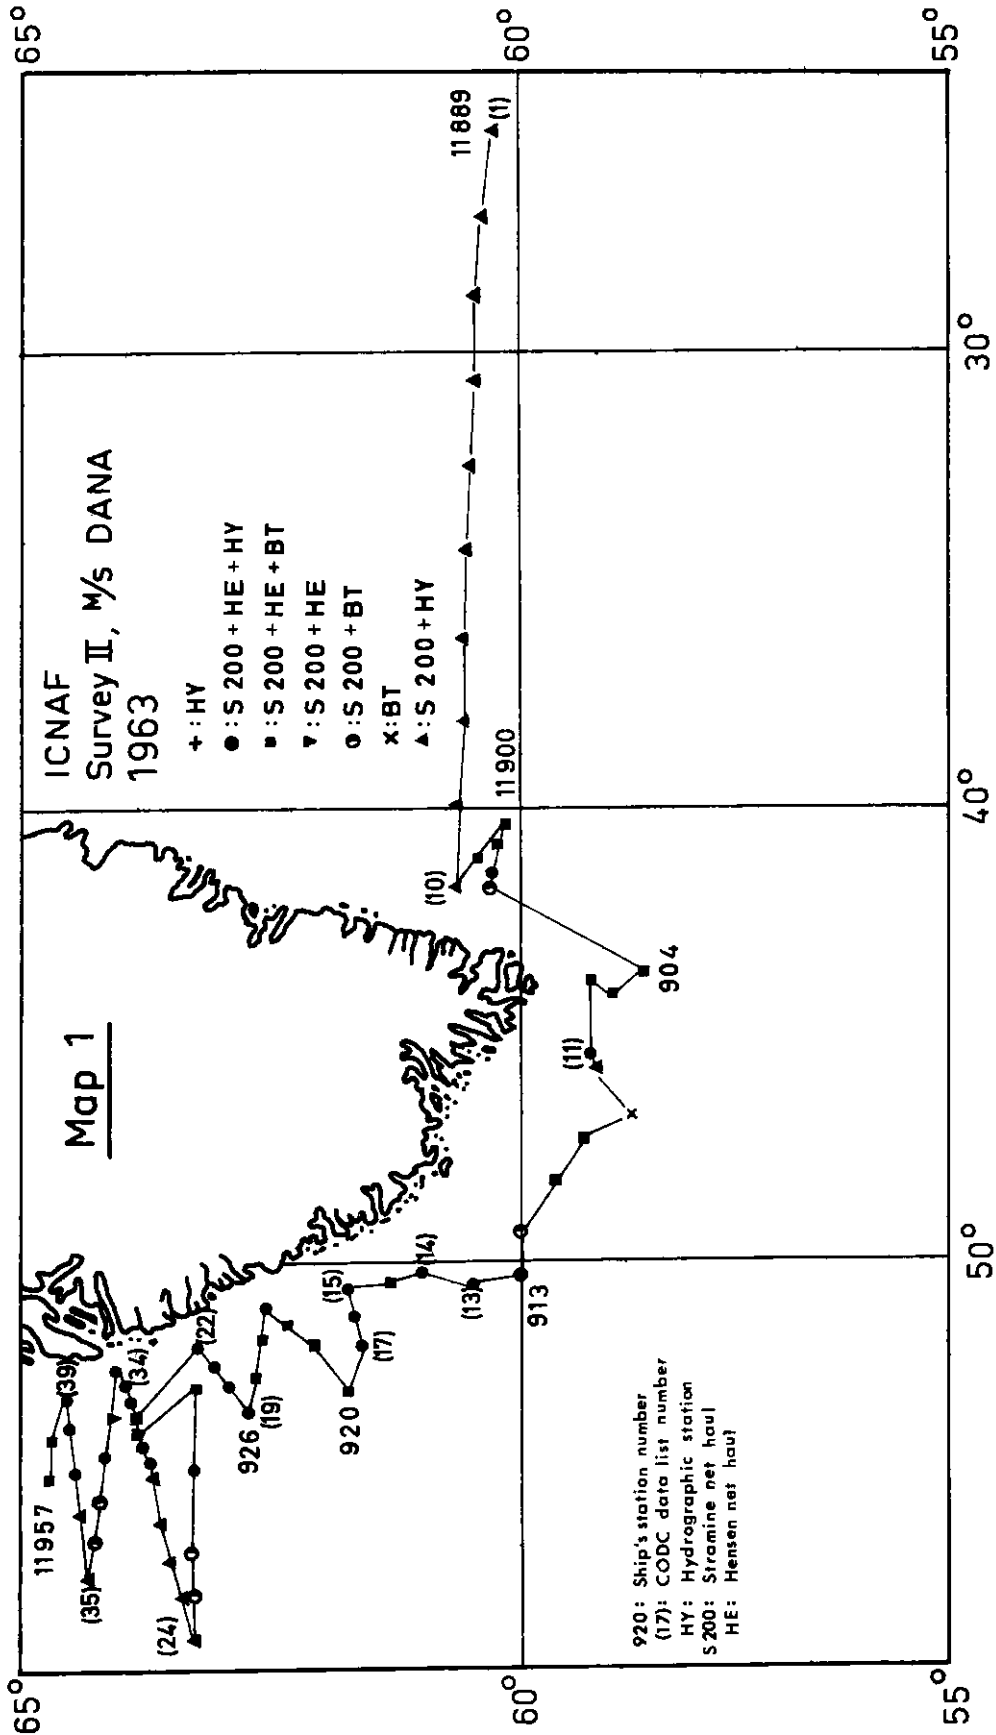 Map 1
ICNAF
Survey II, M/s DANA
1963
+ : HY
● : S 200 + HE + HY
■ : S 200 + HE + BT
▼ : S 200 + HE
◑ : S 200 + BT
x : BT
▲ : S 200 + HY
65°
60°
55°
65°
60°
55°
50°
40°
30°
11957
(39)
(35)
(34)
(24)
(22)
926
(19)
920
(17)
(15)
(14)
(13)
913
(11)
904
(10)
11900
11889
(1)
920 : Ship's station number
(17) : CODC data list number
HY : Hydrographic station
S 200 : Stramine net haul
HE : Hensen net haul